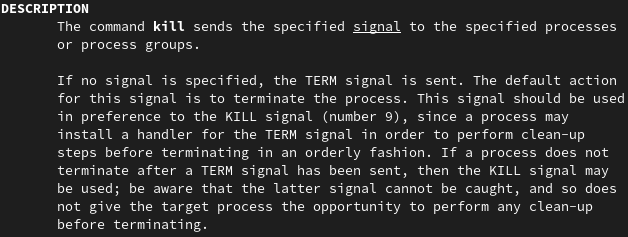 DESCRIPTION
The command kill sends the specified signal to the specified processes
or process groups.
If no signal is specified, the TERM signal is sent. The default action
for this signal is to terminate the process. This signal should be used
in preference to the KILL signal (number 9), since a process may
install a handler for the TERM signal in order to perform clean-up
steps before terminating in an orderly fashion. If a process does not
terminate after a TERM signal has been sent, then the KILL signal may
be used; be aware that the latter signal cannot be caught, and so does
not give the target process the opportunity to perform any clean-up
before terminating.